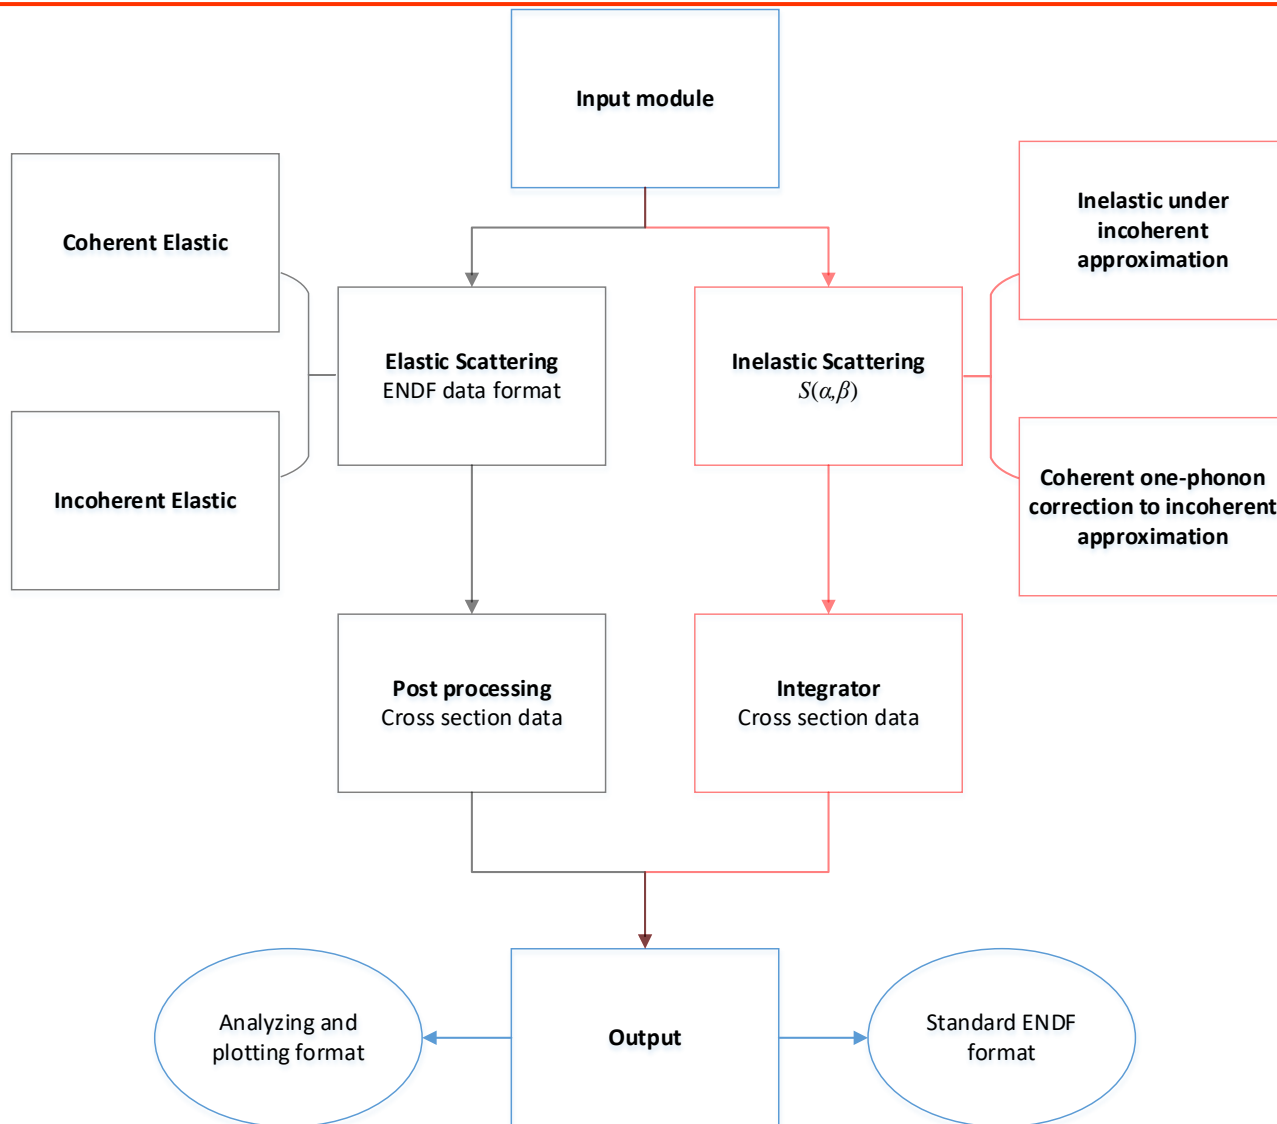 Input module
Coherent Elastic
Inelastic under
incoherent
approximation
Elastic Scattering
ENDF data format
Inelastic Scattering
S(α,β)
Incoherent Elastic
Coherent one-phonon
correction to incoherent
approximation
Post processing
Cross section data
Integrator
Cross section data
Analyzing and
plotting format
Output
Standard ENDF
format